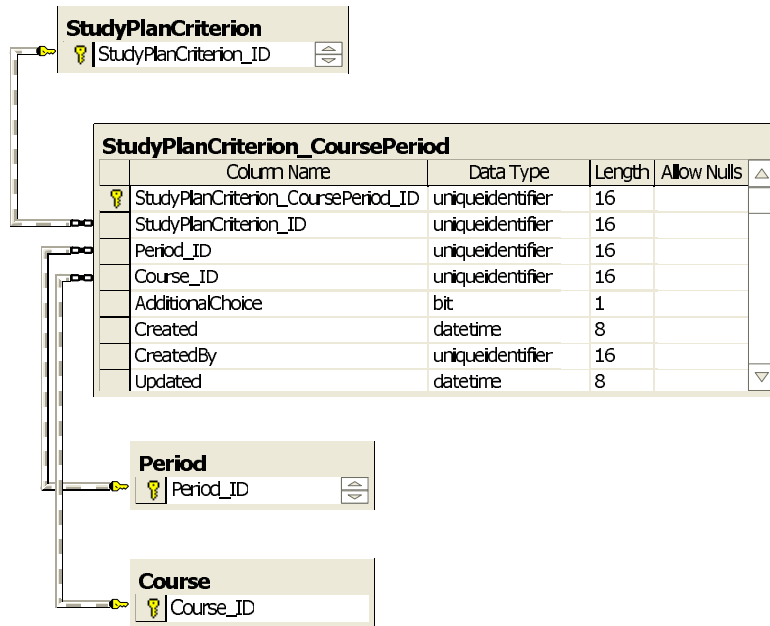 StudyPlanCriterion
StudyPlanCriterion_ID
StudyPlanCriterion_CoursePeriod
Column Name Data Type Length Allow Nulls
StudyPlanCriterion_CoursePeriod_ID uniqueidentifier 16
StudyPlanCriterion_ID uniqueidentifier 16
Period_ID uniqueidentifier 16
Course_ID uniqueidentifier 16
AdditionalChoice bit 1
Created datetime 8
CreatedBy uniqueidentifier 16
Updated datetime 8
Period
Period_ID
Course
Course_ID